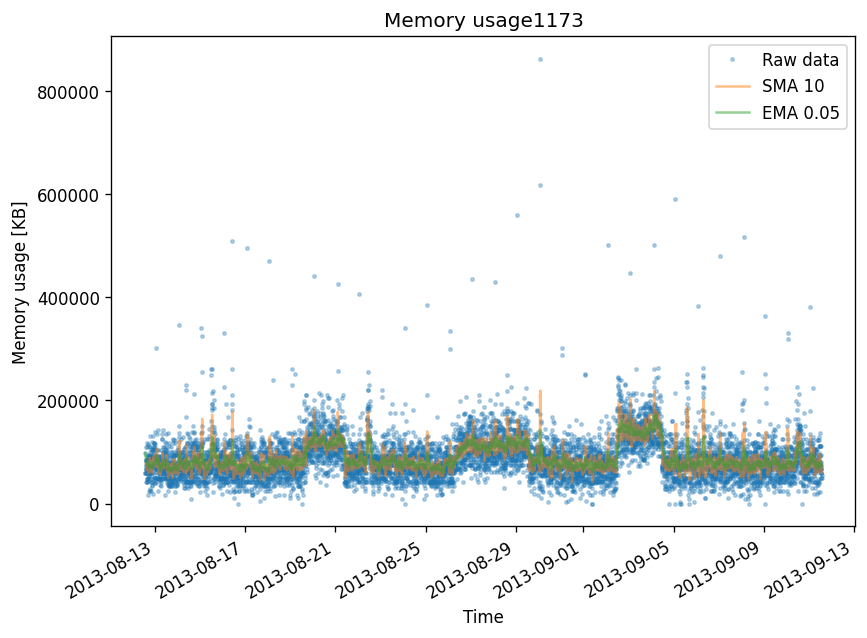 Memory usage1173
Raw data
SMA 10
EMA 0.05
Memory usage [KB]
800000
600000
400000
200000
0
2013-08-13
2013-08-17
2013-08-21
2013-08-25
2013-08-29
2013-09-01
2013-09-05
2013-09-09
2013-09-13
Time